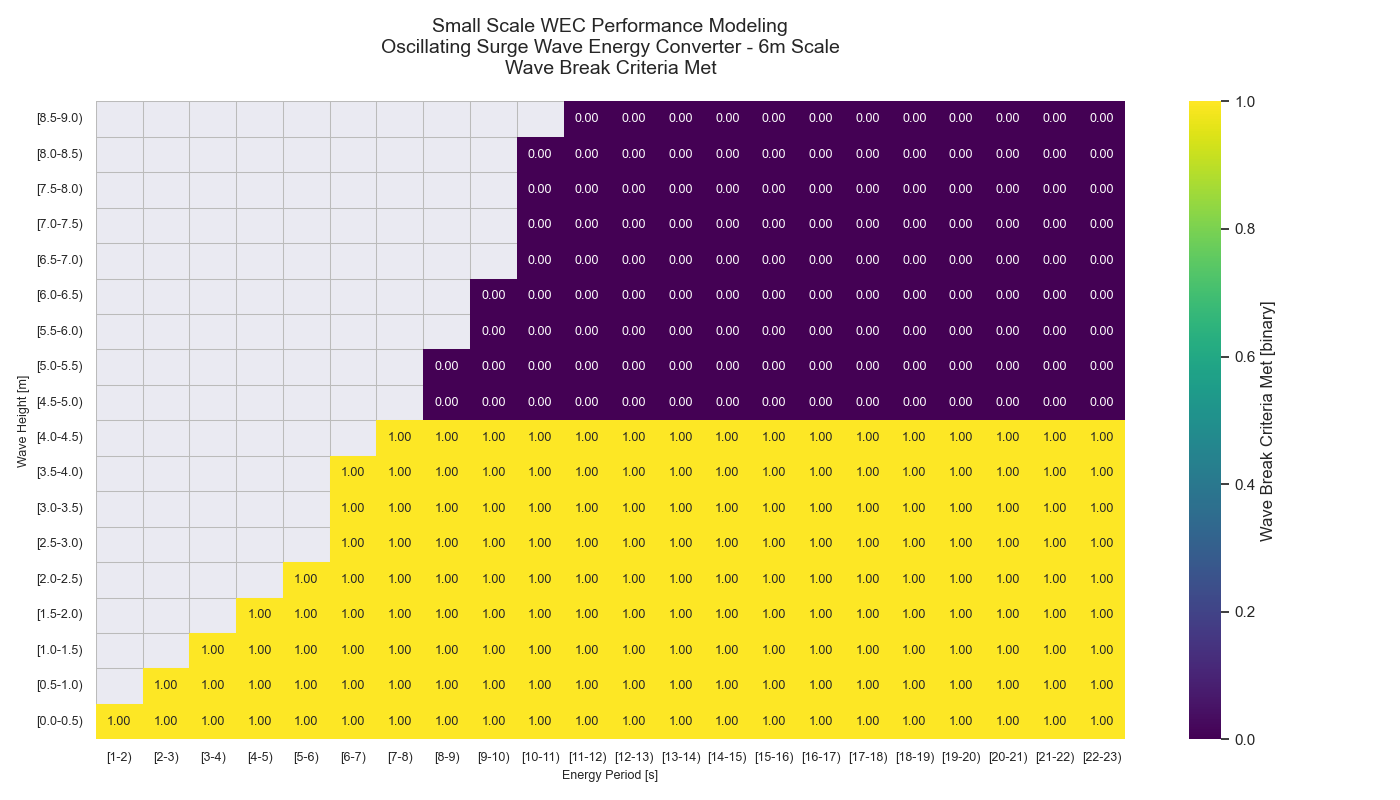 Small Scale WEC Performance Modeling
Oscillating Surge Wave Energy Converter - 6m Scale
Wave Break Criteria Met
[8.5-9.0) 0.00 0.00 0.00 0.00 0.00 0.00 0.00 0.00 0.00 0.00 0.00 0.00
[8.0-8.5) 0.00 0.00 0.00 0.00 0.00 0.00 0.00 0.00 0.00 0.00 0.00 0.00 0.00
[7.5-8.0) 0.00 0.00 0.00 0.00 0.00 0.00 0.00 0.00 0.00 0.00 0.00 0.00 0.00
[7.0-7.5) 0.00 0.00 0.00 0.00 0.00 0.00 0.00 0.00 0.00 0.00 0.00 0.00 0.00
[6.5-7.0) 0.00 0.00 0.00 0.00 0.00 0.00 0.00 0.00 0.00 0.00 0.00 0.00 0.00
[6.0-6.5) 0.00 0.00 0.00 0.00 0.00 0.00 0.00 0.00 0.00 0.00 0.00 0.00 0.00 0.00
[5.5-6.0) 0.00 0.00 0.00 0.00 0.00 0.00 0.00 0.00 0.00 0.00 0.00 0.00 0.00 0.00
[5.0-5.5) 0.00 0.00 0.00 0.00 0.00 0.00 0.00 0.00 0.00 0.00 0.00 0.00 0.00 0.00 0.00
[4.5-5.0) 0.00 0.00 0.00 0.00 0.00 0.00 0.00 0.00 0.00 0.00 0.00 0.00 0.00 0.00 0.00
[4.0-4.5) 1.00 1.00 1.00 1.00 1.00 1.00 1.00 1.00 1.00 1.00 1.00 1.00 1.00 1.00 1.00 1.00
[3.5-4.0) 1.00 1.00 1.00 1.00 1.00 1.00 1.00 1.00 1.00 1.00 1.00 1.00 1.00 1.00 1.00 1.00 1.00
[3.0-3.5) 1.00 1.00 1.00 1.00 1.00 1.00 1.00 1.00 1.00 1.00 1.00 1.00 1.00 1.00 1.00 1.00 1.00
[2.5-3.0) 1.00 1.00 1.00 1.00 1.00 1.00 1.00 1.00 1.00 1.00 1.00 1.00 1.00 1.00 1.00 1.00 1.00
[2.0-2.5) 1.00 1.00 1.00 1.00 1.00 1.00 1.00 1.00 1.00 1.00 1.00 1.00 1.00 1.00 1.00 1.00 1.00 1.00
[1.5-2.0) 1.00 1.00 1.00 1.00 1.00 1.00 1.00 1.00 1.00 1.00 1.00 1.00 1.00 1.00 1.00 1.00 1.00 1.00 1.00
[1.0-1.5) 1.00 1.00 1.00 1.00 1.00 1.00 1.00 1.00 1.00 1.00 1.00 1.00 1.00 1.00 1.00 1.00 1.00 1.00 1.00 1.00
[0.5-1.0) 1.00 1.00 1.00 1.00 1.00 1.00 1.00 1.00 1.00 1.00 1.00 1.00 1.00 1.00 1.00 1.00 1.00 1.00 1.00 1.00 1.00
[0.0-0.5) 1.00 1.00 1.00 1.00 1.00 1.00 1.00 1.00 1.00 1.00 1.00 1.00 1.00 1.00 1.00 1.00 1.00 1.00 1.00 1.00 1.00 1.00
[1-2) [2-3) [3-4) [4-5) [5-6) [6-7) [7-8) [8-9) [9-10) [10-11) [11-12) [12-13) [13-14) [14-15) [15-16) [16-17) [17-18) [18-19) [19-20) [20-21) [21-22) [22-23)
Energy Period [s]
Wave Height [m]
1.0
0.8
0.6
0.4
0.2
0.0
Wave Break Criteria Met [binary]